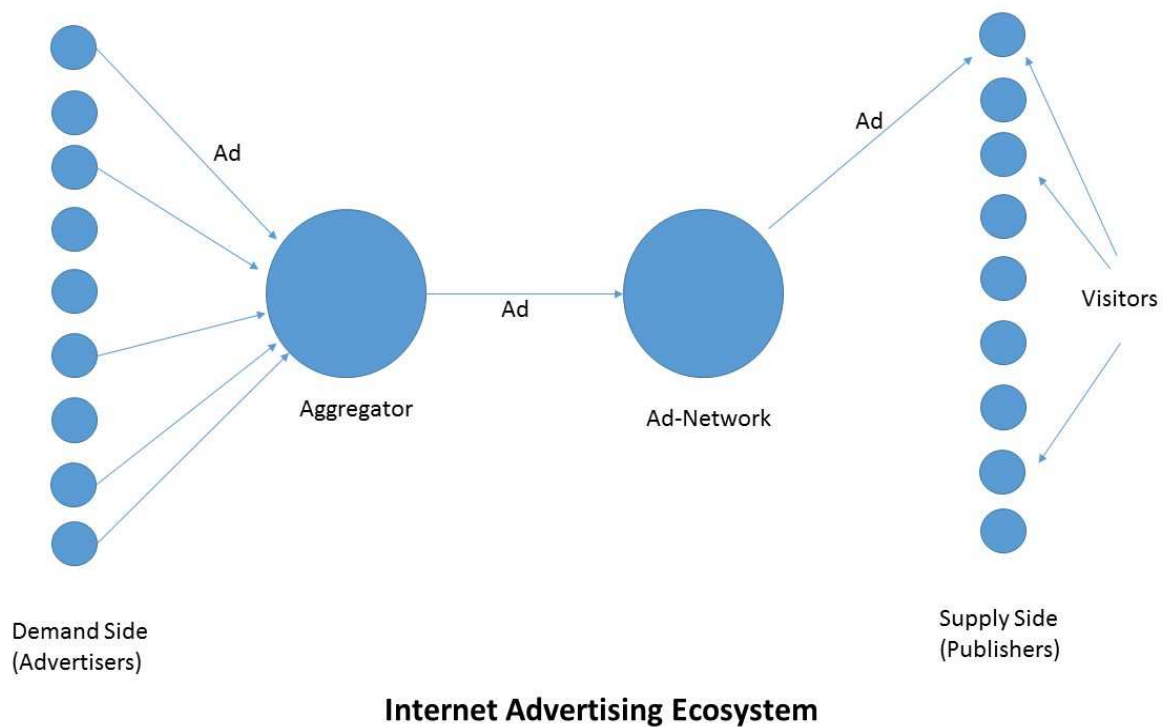 Ad
Ad
Ad
Visitors
Aggregator
Ad-Network
Demand Side
(Advertisers)
Supply Side
(Publishers)
Internet Advertising Ecosystem